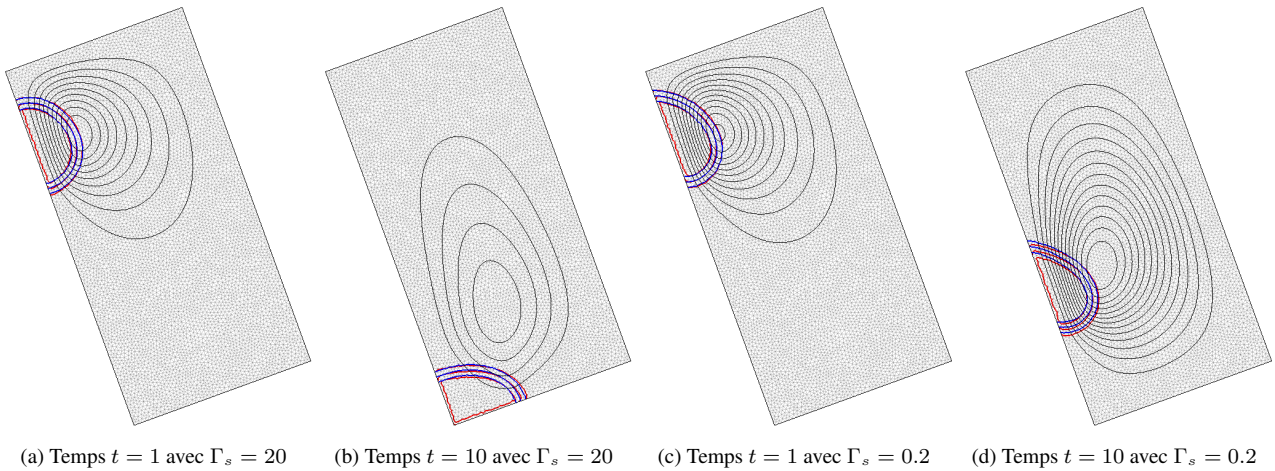 (a) Temps t = 1 avec Γs = 20
(b) Temps t = 10 avec Γs = 20
(c) Temps t = 1 avec Γs = 0.2
(d) Temps t = 10 avec Γs = 0.2